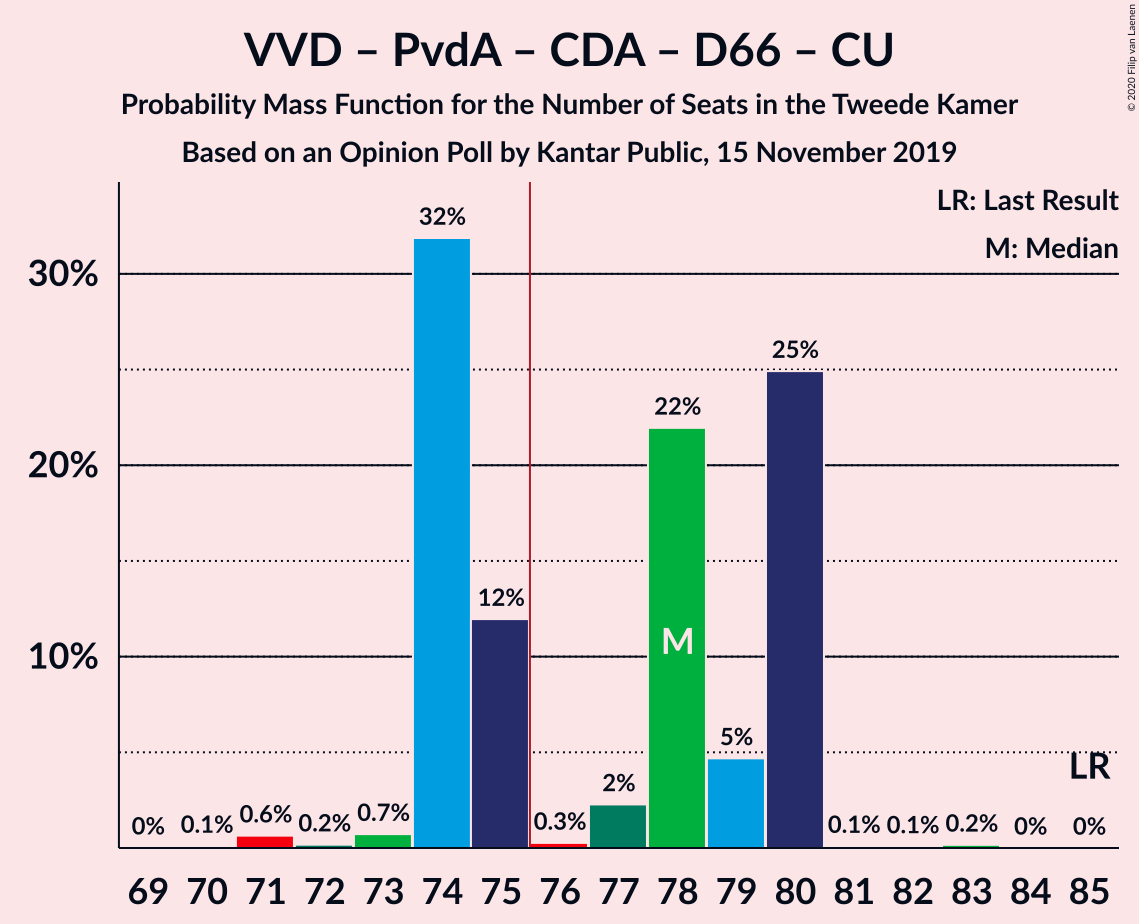 VVD – PvdA – CDA – D66 – CU
Probability Mass Function for the Number of Seats in the Tweede Kamer
Based on an Opinion Poll by Kantar Public, 15 November 2019
© 2020 Filip van Laenen
LR: Last Result
M: Median
30%
20%
10%
0% 0.1% 0.6% 0.2% 0.7% 32% 12% 0.3% 2% 22% 5% 25% 0.1% 0.1% 0.2% 0% 0%
M
LR
69 70 71 72 73 74 75 76 77 78 79 80 81 82 83 84 85